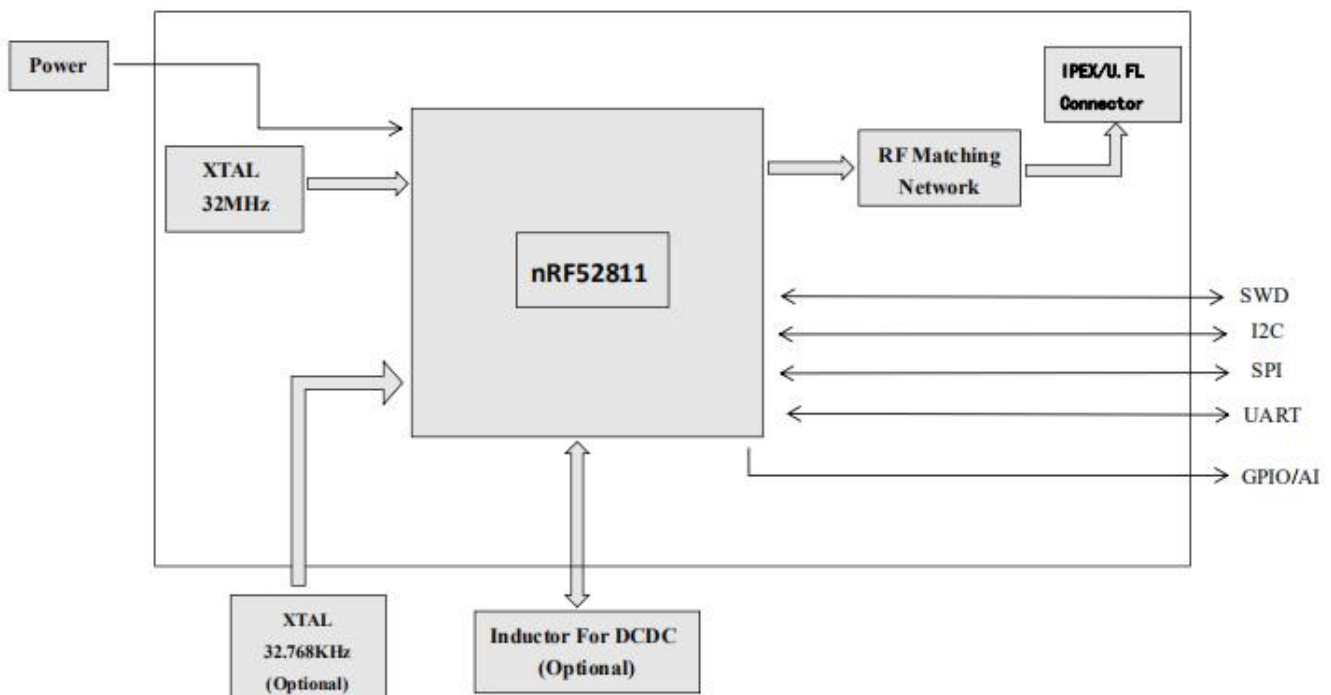 Power
XTAL
32MHz
nRF52811
RF Matching
Network
IPEX/U.FL
Connector
SWD
I2C
SPI
UART
GPIO/AI
XTAL
32.768KHz
(Optional)
Inductor For DCDC
(Optional)